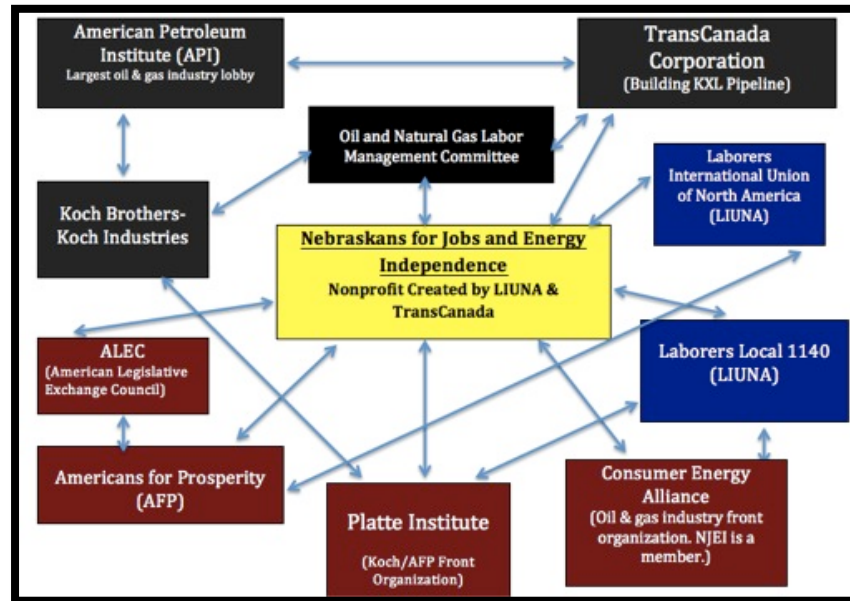 American Petroleum
Institute (API)
Largest oil & gas industry lobby
TransCanada
Corporation
(Building KXL Pipeline)
Oil and Natural Gas Labor
Management Committee
Laborers
International Union
of North America
(LIUNA)
Koch Brothers-
Koch Industries
Nebraskans for Jobs and Energy
Independence
Nonprofit Created by LIUNA &
TransCanada
ALEC
(American Legislative
Exchange Council)
Laborers Local 1140
(LIUNA)
Americans for Prosperity
(AFP)
Platte Institute
(Koch/AFP Front
Organization)
Consumer Energy
Alliance
(Oil & gas industry front
organization. NJEI is a
member.)